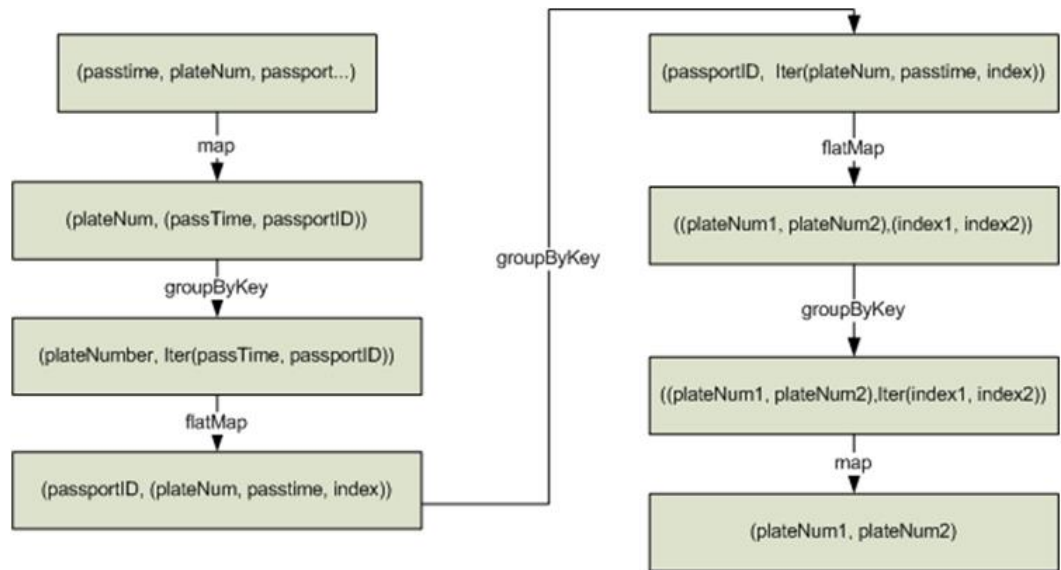 (passtime, plateNum, passport...)
map
(plateNum, (passTime, passportID))
groupByKey
(plateNumber, Iter(passTime, passportID))
flatMap
(passportID, (plateNum, passtime, index))
groupByKey
(passportID, Iter(plateNum, passtime, index))
flatMap
((plateNum1, plateNum2),(index1, index2))
groupByKey
((plateNum1, plateNum2),Iter(index1, index2))
map
(plateNum1, plateNum2)